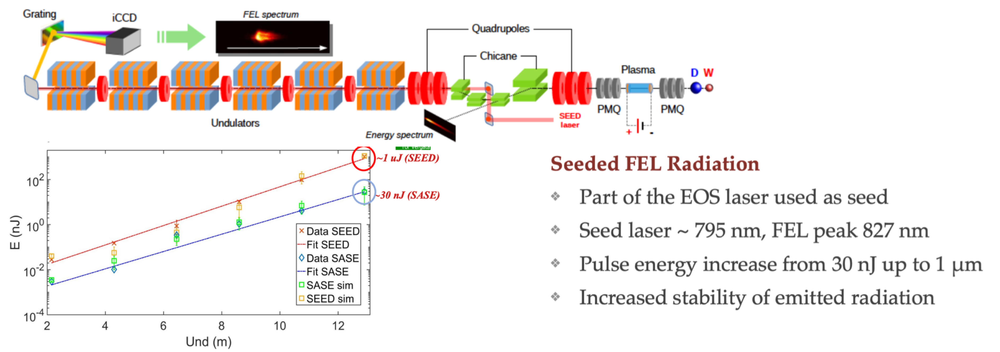 Grating
iCCD
FEL spectrum
Quadrupoles
Chicane
Plasma
D W
PMQ
PMQ
SEED
laser
+ -
Undulators
Energy spectrum
Tor Vergata
~1 uJ (SEED)
~30 nJ (SASE)
E (nJ)
10²
10⁰
10⁻²
10⁻⁴
2 4 6 8 10 12
Und (m)
Data SEED
Fit SEED
Data SASE
Fit SASE
SASE sim
SEED sim
Seeded FEL Radiation
❖ Part of the EOS laser used as seed
❖ Seed laser ~ 795 nm, FEL peak 827 nm
❖ Pulse energy increase from 30 nJ up to 1 μm
❖ Increased stability of emitted radiation